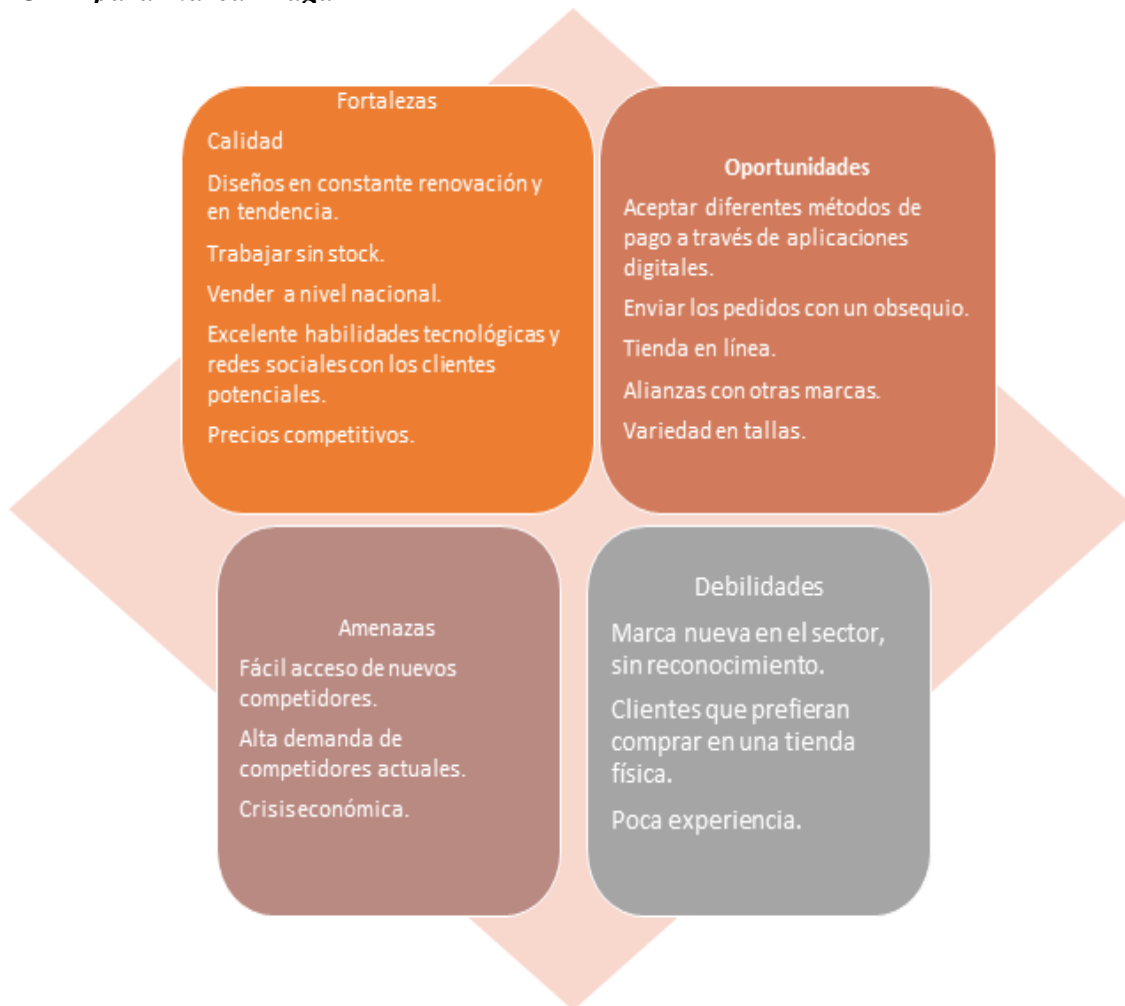 Fortalezas
Calidad
Diseños en constante renovación y
en tendencia.
Trabajar sin stock.
Vender a nivel nacional.
Excelente habilidades tecnológicas y
redes sociales con los clientes
potenciales.
Precios competitivos.
Oportunidades
Aceptar diferentes métodos de
pago a través de aplicaciones
digitales.
Enviar los pedidos con un obsequio.
Tienda en línea.
Alianzas con otras marcas.
Variedad en tallas.
Amenazas
Fácil acceso de nuevos
competidores.
Alta demanda de
competidores actuales.
Crisis económica.
Debilidades
Marca nueva en el sector,
sin reconocimiento.
Clientes que prefieran
comprar en una tienda
física.
Poca experiencia.